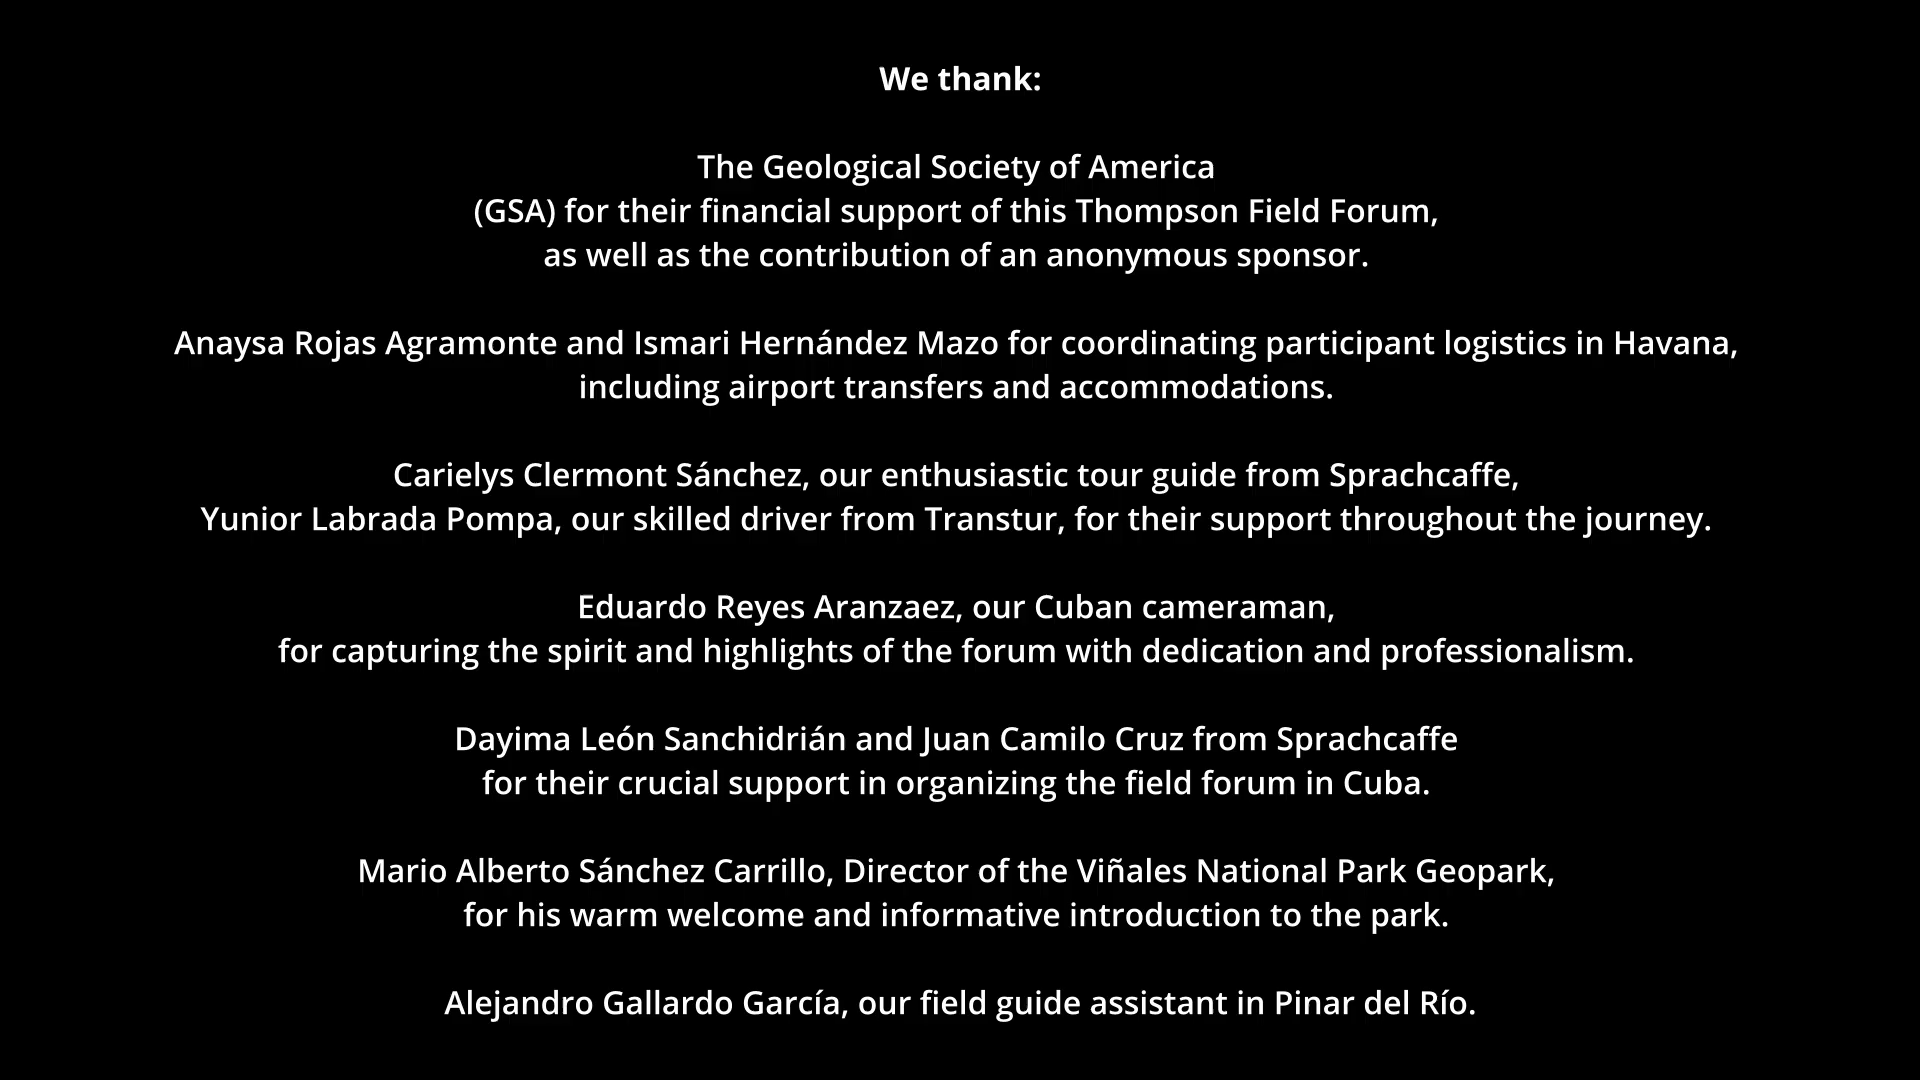 We thank:
The Geological Society of America
(GSA) for their financial support of this Thompson Field Forum,
as well as the contribution of an anonymous sponsor.
Anaysa Rojas Agramonte and Ismari Hernández Mazo for coordinating participant logistics in Havana,
including airport transfers and accommodations.
Carielys Clermont Sánchez, our enthusiastic tour guide from Sprachcaffe,
Yunior Labrada Pompa, our skilled driver from Transtur, for their support throughout the journey.
Eduardo Reyes Aranzaez, our Cuban cameraman,
for capturing the spirit and highlights of the forum with dedication and professionalism.
Dayima León Sanchidrián and Juan Camilo Cruz from Sprachcaffe
for their crucial support in organizing the field forum in Cuba.
Mario Alberto Sánchez Carrillo, Director of the Viñales National Park Geopark,
for his warm welcome and informative introduction to the park.
Alejandro Gallardo García, our field guide assistant in Pinar del Río.